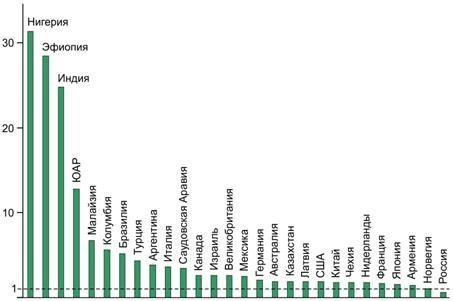 30
20
10
1
Нигерия
Эфиопия
Индия
ЮАР
Малайзия
Колумбия
Бразилия
Турция
Аргентина
Италия
Саудовская Аравия
Канада
Израиль
Великобритания
Мексика
Германия
Австралия
Казахстан
Латвия
США
Китай
Чехия
Нидерланды
Франция
Япония
Армения
Норвегия
Россия